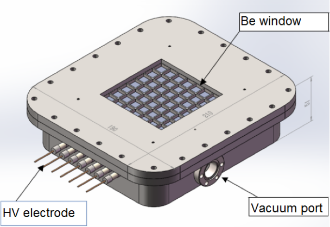 Be window
HV electrode
Vacuum port